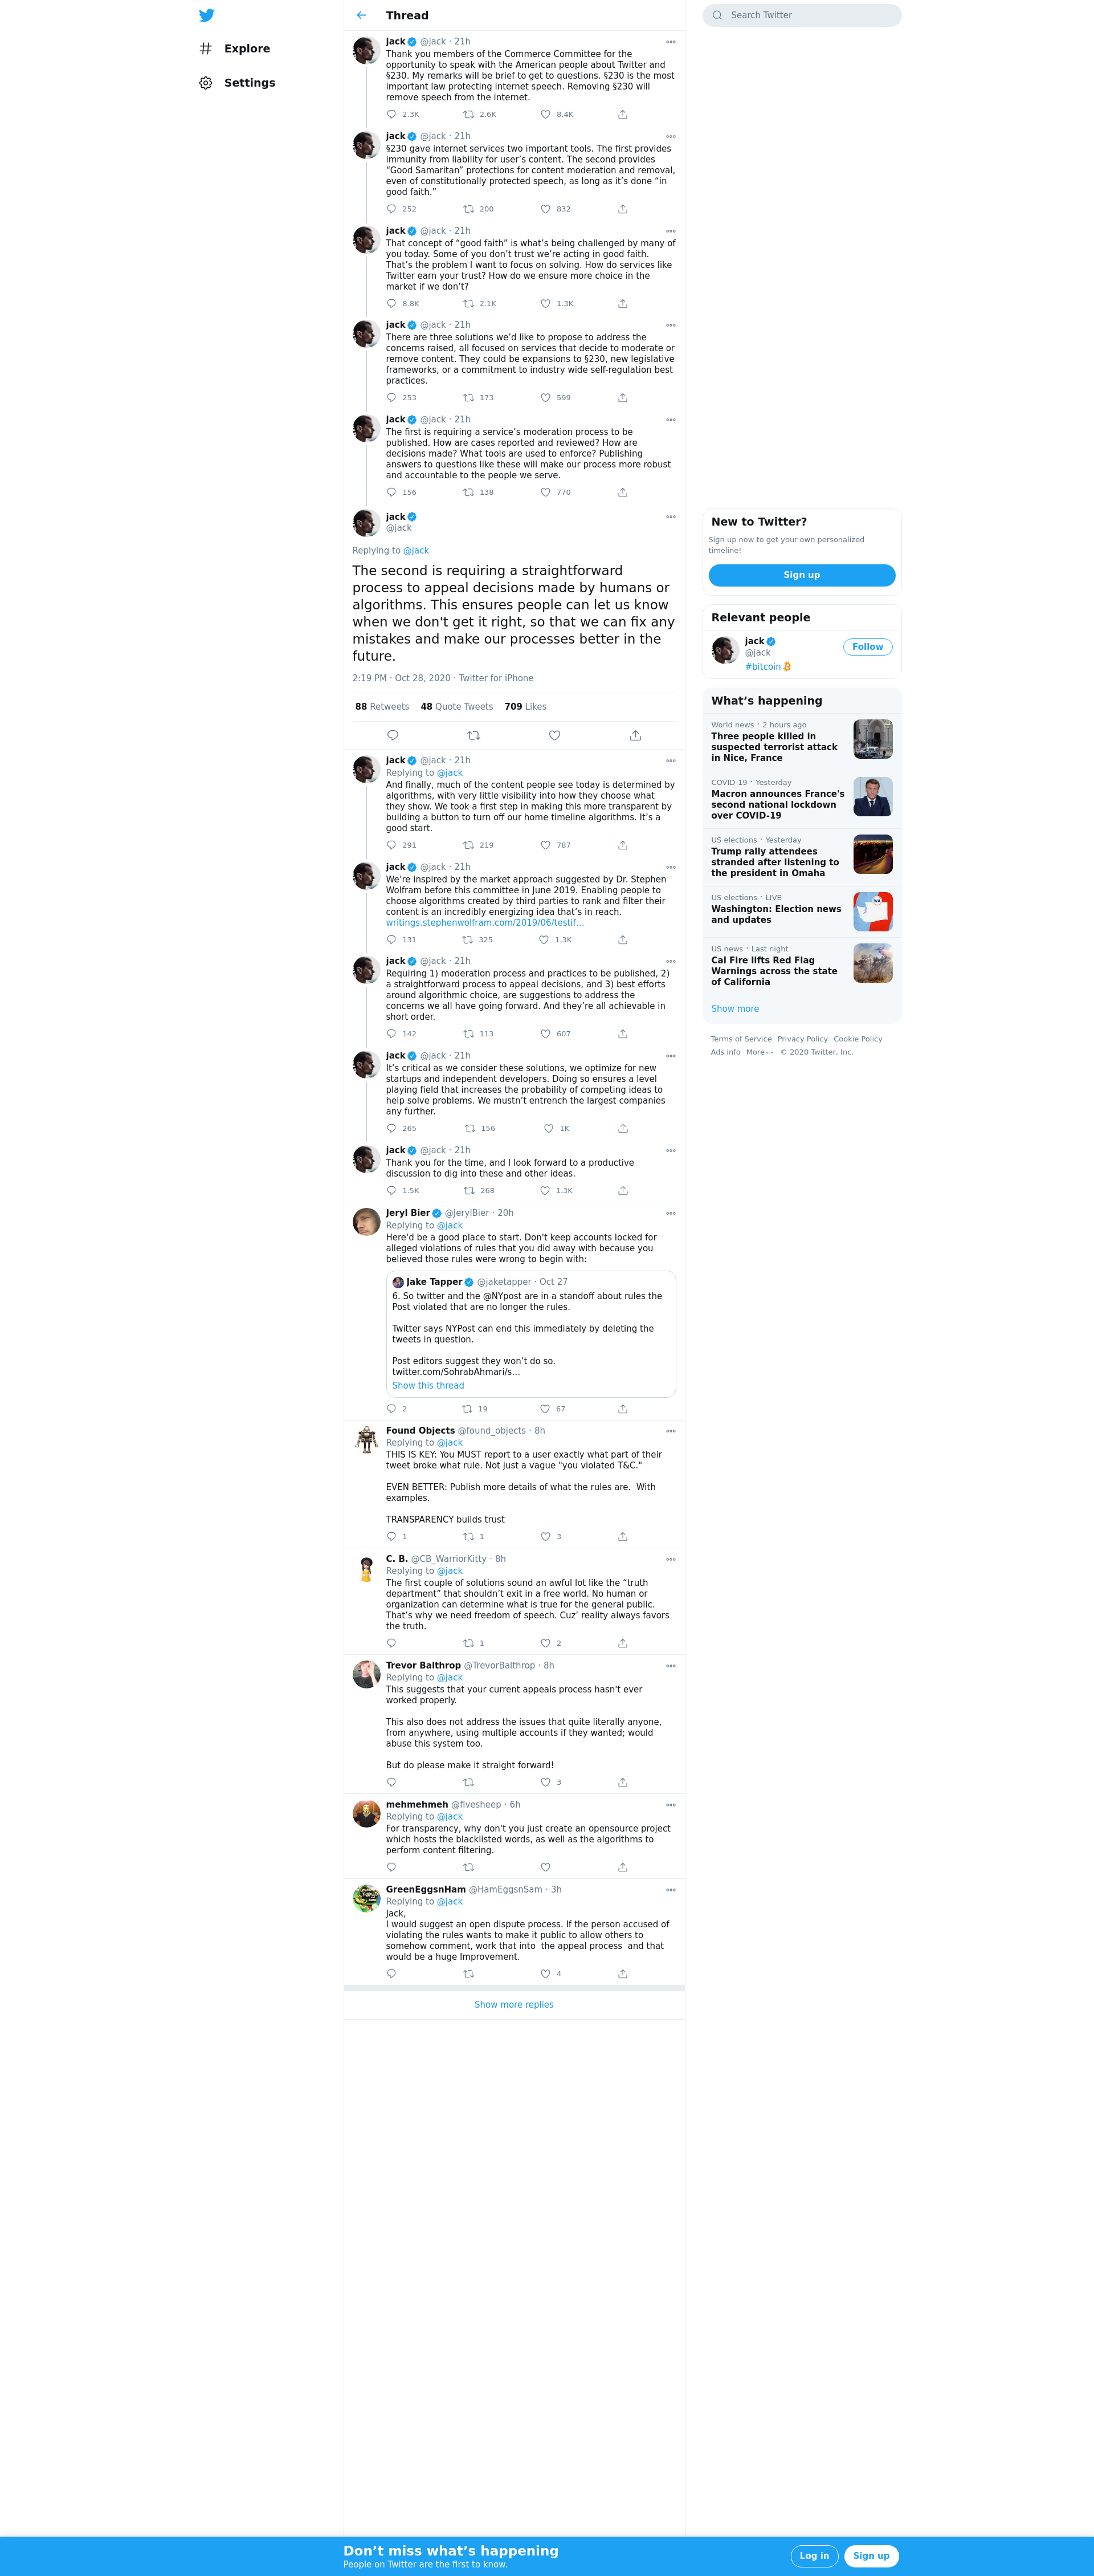 Explore
Settings
Thread
Search Twitter
jack @jack · 21h
Thank you members of the Commerce Committee for the
opportunity to speak with the American people about Twitter and
§230. My remarks will be brief to get to questions. §230 is the most
important law protecting internet speech. Removing §230 will
remove speech from the internet.
2.3K 2.6K 8.4K
jack @jack · 21h
§230 gave internet services two important tools. The first provides
immunity from liability for user’s content. The second provides
“Good Samaritan” protections for content moderation and removal,
even of constitutionally protected speech, as long as it’s done “in
good faith.”
252 200 832
jack @jack · 21h
That concept of “good faith” is what’s being challenged by many of
you today. Some of you don’t trust we’re acting in good faith.
That’s the problem I want to focus on solving. How do services like
Twitter earn your trust? How do we ensure more choice in the
market if we don’t?
8.8K 2.1K 1.3K
jack @jack · 21h
There are three solutions we’d like to propose to address the
concerns raised, all focused on services that decide to moderate or
remove content. They could be expansions to §230, new legislative
frameworks, or a commitment to industry wide self-regulation best
practices.
253 173 599
jack @jack · 21h
The first is requiring a service’s moderation process to be
published. How are cases reported and reviewed? How are
decisions made? What tools are used to enforce? Publishing
answers to questions like these will make our process more robust
and accountable to the people we serve.
156 138 770
jack
@jack
Replying to @jack
The second is requiring a straightforward
process to appeal decisions made by humans or
algorithms. This ensures people can let us know
when we don't get it right, so that we can fix any
mistakes and make our processes better in the
future.
2:19 PM · Oct 28, 2020 · Twitter for iPhone
88 Retweets 48 Quote Tweets 709 Likes
jack @jack · 21h
Replying to @jack
And finally, much of the content people see today is determined by
algorithms, with very little visibility into how they choose what
they show. We took a first step in making this more transparent by
building a button to turn off our home timeline algorithms. It’s a
good start.
291 219 787
jack @jack · 21h
We’re inspired by the market approach suggested by Dr. Stephen
Wolfram before this committee in June 2019. Enabling people to
choose algorithms created by third parties to rank and filter their
content is an incredibly energizing idea that’s in reach.
writings.stephenwolfram.com/2019/06/testif…
131 325 1.3K
jack @jack · 21h
Requiring 1) moderation process and practices to be published, 2)
a straightforward process to appeal decisions, and 3) best efforts
around algorithmic choice, are suggestions to address the
concerns we all have going forward. And they’re all achievable in
short order.
142 113 607
jack @jack · 21h
It’s critical as we consider these solutions, we optimize for new
startups and independent developers. Doing so ensures a level
playing field that increases the probability of competing ideas to
help solve problems. We mustn’t entrench the largest companies
any further.
265 156 1K
jack @jack · 21h
Thank you for the time, and I look forward to a productive
discussion to dig into these and other ideas.
1.5K 268 1.3K
Jeryl Bier @JerylBier · 20h
Replying to @jack
Here'd be a good place to start. Don't keep accounts locked for
alleged violations of rules that you did away with because you
believed those rules were wrong to begin with:
Jake Tapper @jaketapper · Oct 27
6. So twitter and the @NYpost are in a standoff about rules the
Post violated that are no longer the rules.
Twitter says NYPost can end this immediately by deleting the
tweets in question.
Post editors suggest they won’t do so.
twitter.com/SohrabAhmari/s…
Show this thread
2 19 67
Found Objects @found_objects · 8h
Replying to @jack
THIS IS KEY: You MUST report to a user exactly what part of their
tweet broke what rule. Not just a vague "you violated T&C."
EVEN BETTER: Publish more details of what the rules are. With
examples.
TRANSPARENCY builds trust
1 1 3
C. B. @CB_WarriorKitty · 8h
Replying to @jack
The first couple of solutions sound an awful lot like the “truth
department” that shouldn’t exit in a free world. No human or
organization can determine what is true for the general public.
That’s why we need freedom of speech. Cuz’ reality always favors
the truth.
1 2
Trevor Balthrop @TrevorBalthrop · 8h
Replying to @jack
This suggests that your current appeals process hasn't ever
worked properly.
This also does not address the issues that quite literally anyone,
from anywhere, using multiple accounts if they wanted; would
abuse this system too.
But do please make it straight forward!
3
mehmehmeh @fivesheep · 6h
Replying to @jack
For transparency, why don't you just create an opensource project
which hosts the blacklisted words, as well as the algorithms to
perform content filtering.
GreenEggsnHam @HamEggsnSam · 3h
Replying to @jack
Jack,
I would suggest an open dispute process. If the person accused of
violating the rules wants to make it public to allow others to
somehow comment, work that into the appeal process and that
would be a huge Improvement.
4
Show more replies
New to Twitter?
Sign up now to get your own personalized
timeline!
Sign up
Relevant people
jack
@jack
Follow
#bitcoin
What’s happening
World news · 2 hours ago
Three people killed in
suspected terrorist attack
in Nice, France
COVID-19 · Yesterday
Macron announces France's
second national lockdown
over COVID-19
US elections · Yesterday
Trump rally attendees
stranded after listening to
the president in Omaha
US elections · LIVE
Washington: Election news
and updates
US news · Last night
Cal Fire lifts Red Flag
Warnings across the state
of California
Show more
Terms of Service Privacy Policy Cookie Policy
Ads info More © 2020 Twitter, Inc.
Don’t miss what’s happening
People on Twitter are the first to know.
Log in
Sign up